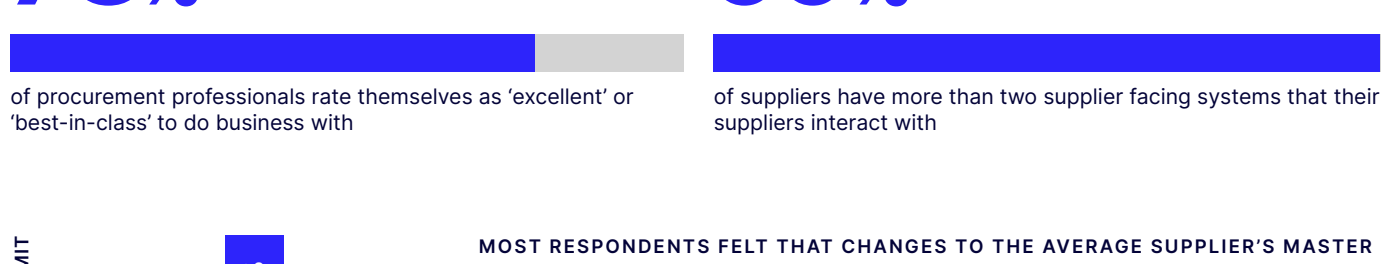 of procurement professionals rate themselves as ‘excellent’ or
‘best-in-class’ to do business with
of suppliers have more than two supplier facing systems that their
suppliers interact with
MOST RESPONDENTS FELT THAT CHANGES TO THE AVERAGE SUPPLIER’S MASTER